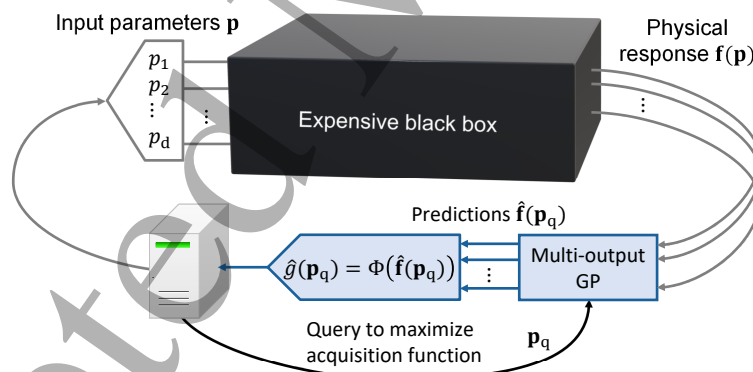 Input parameters 𝐩
Physical
response 𝐟(𝐩)
𝑝₁
𝑝₂
⋯
𝑝d
⋮
Expensive black box
⋮
Predictions 𝐟̂(𝐩q)
𝑔̂(𝐩q) = Φ(𝐟̂(𝐩q))
⋮
Multi-output
GP
Query to maximize
acquisition function
𝐩q